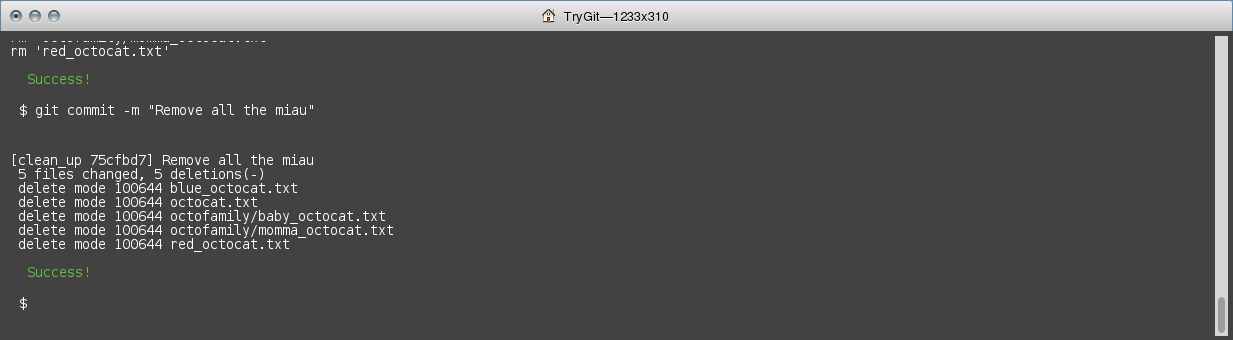 TryGit—1233x310
rm 'octofamily/momma_octocat.txt'
rm 'red_octocat.txt'
Success!
$ git commit -m "Remove all the miau"
[clean_up 75cfbd7] Remove all the miau
5 files changed, 5 deletions(-)
delete mode 100644 blue_octocat.txt
delete mode 100644 octocat.txt
delete mode 100644 octofamily/baby_octocat.txt
delete mode 100644 octofamily/momma_octocat.txt
delete mode 100644 red_octocat.txt
Success!
$